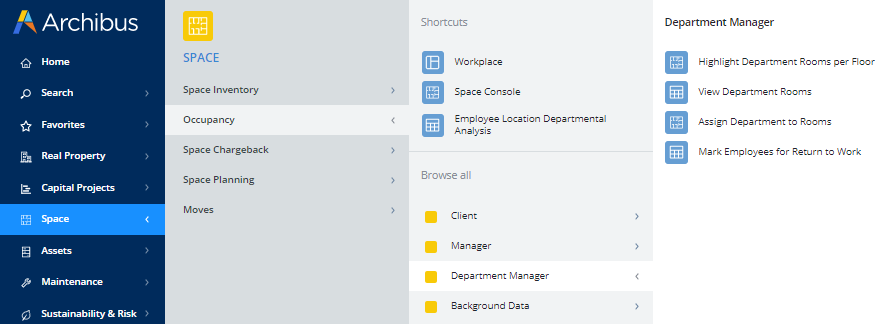 Archibus
Home
Search
Favorites
Real Property
Capital Projects
Space
Assets
Maintenance
Sustainability & Risk
SPACE
Space Inventory
Occupancy
Space Chargeback
Space Planning
Moves
Shortcuts
Workplace
Space Console
Employee Location Departmental
Analysis
Browse all
Client
Manager
Department Manager
Background Data
Department Manager
Highlight Department Rooms per Floor
View Department Rooms
Assign Department to Rooms
Mark Employees for Return to Work